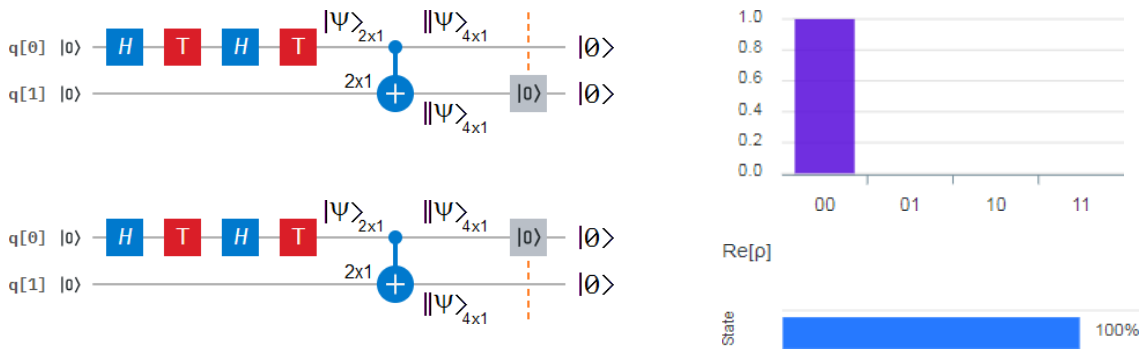 |Ψ⟩2x1 ‖Ψ⟩4x1
q[0] |0⟩ H T H T |0⟩
q[1] |0⟩ 2x1 + |0⟩ |0⟩
‖Ψ⟩4x1
|Ψ⟩2x1 ‖Ψ⟩4x1
q[0] |0⟩ H T H T |0⟩ |0⟩
q[1] |0⟩ 2x1 + |0⟩
‖Ψ⟩4x1
1.0
0.8
0.6
0.4
0.2
0.0
00 01 10 11
Re[ρ]
State
100%